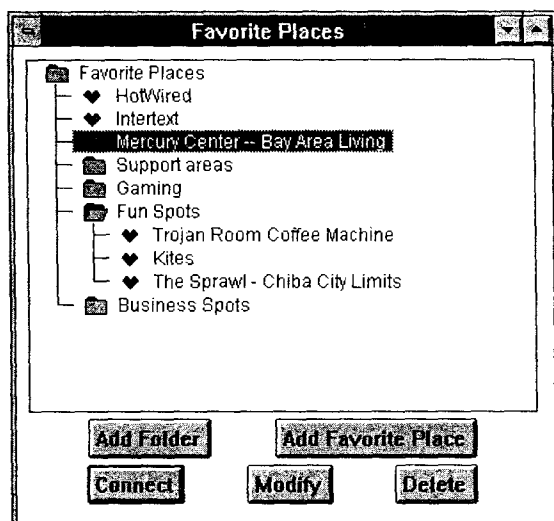 Favorite Places
Favorite Places
HotWired
Intertext
Mercury Center -- Bay Area Living
Support areas
Gaming
Fun Spots
Trojan Room Coffee Machine
Kites
The Sprawl - Chiba City Limits
Business Spots
Add Folder Add Favorite Place
Connect Modify Delete